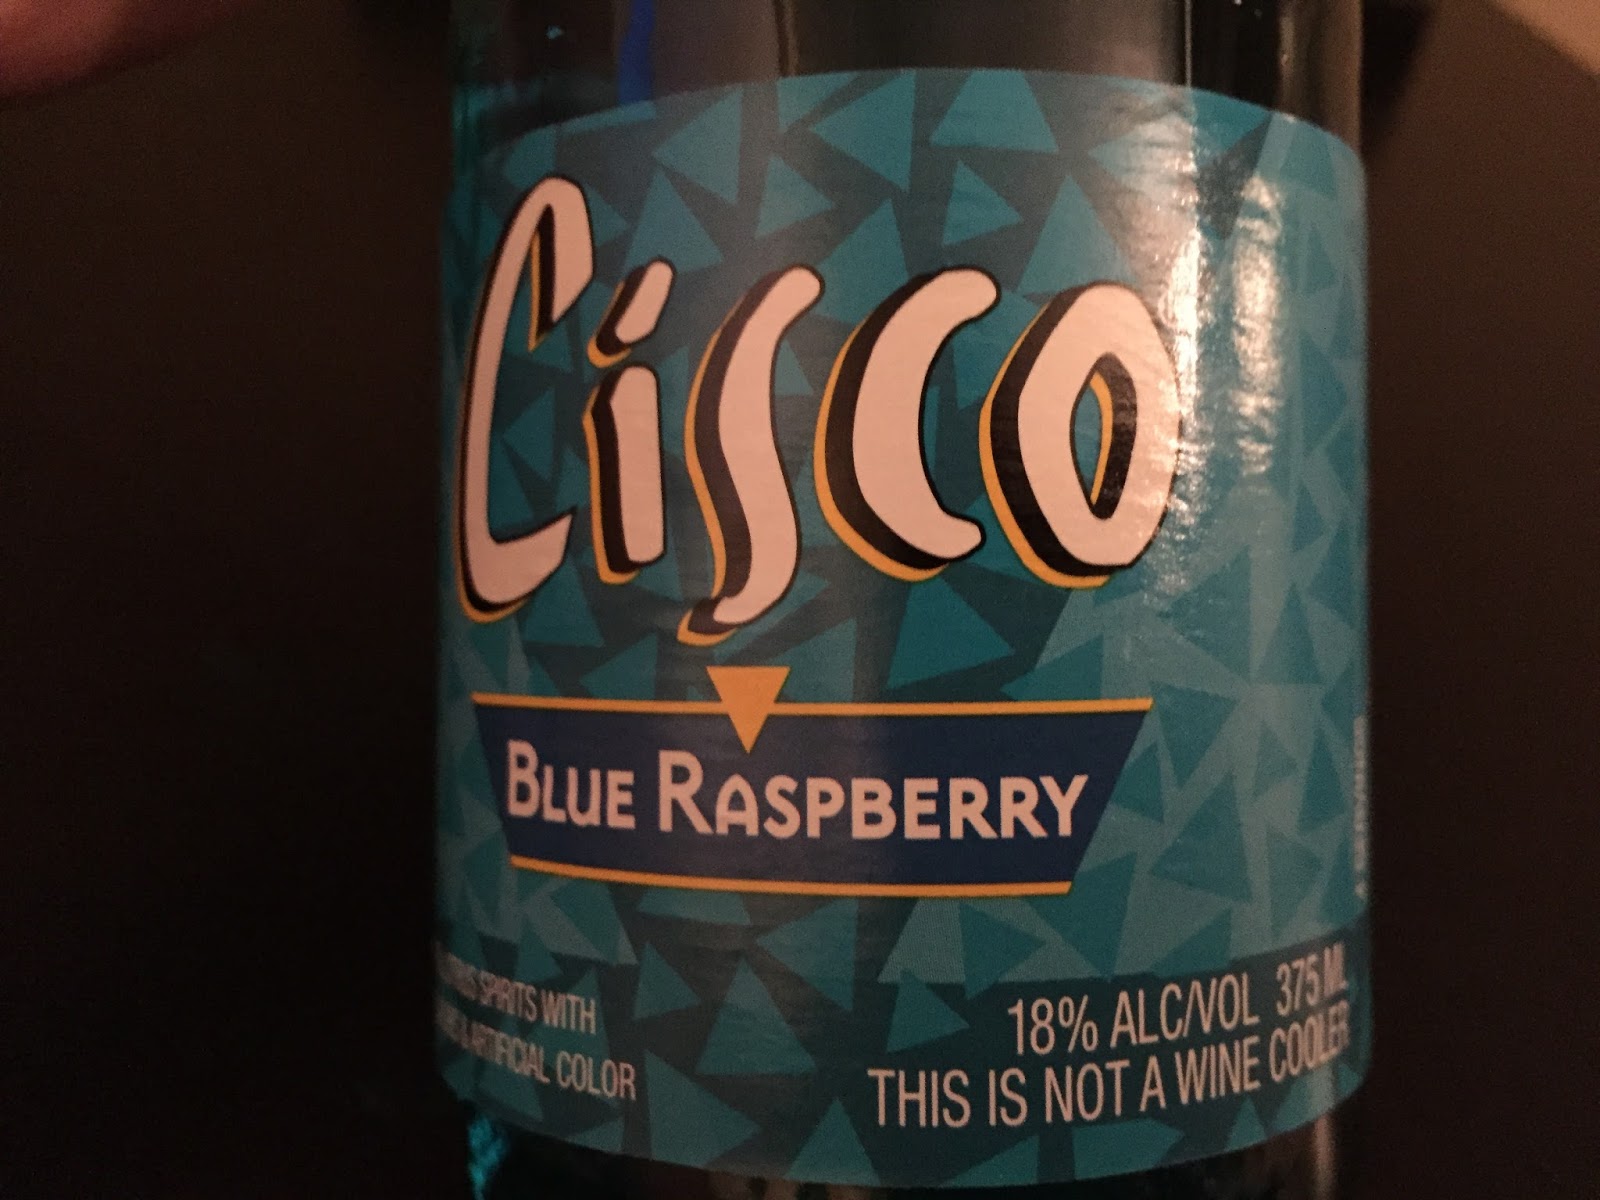 Cisco
BLUE RASPBERRY
SPIRITS WITH
& ARTIFICIAL COLOR
18% ALC/VOL 375 ML
THIS IS NOT A WINE COOLER